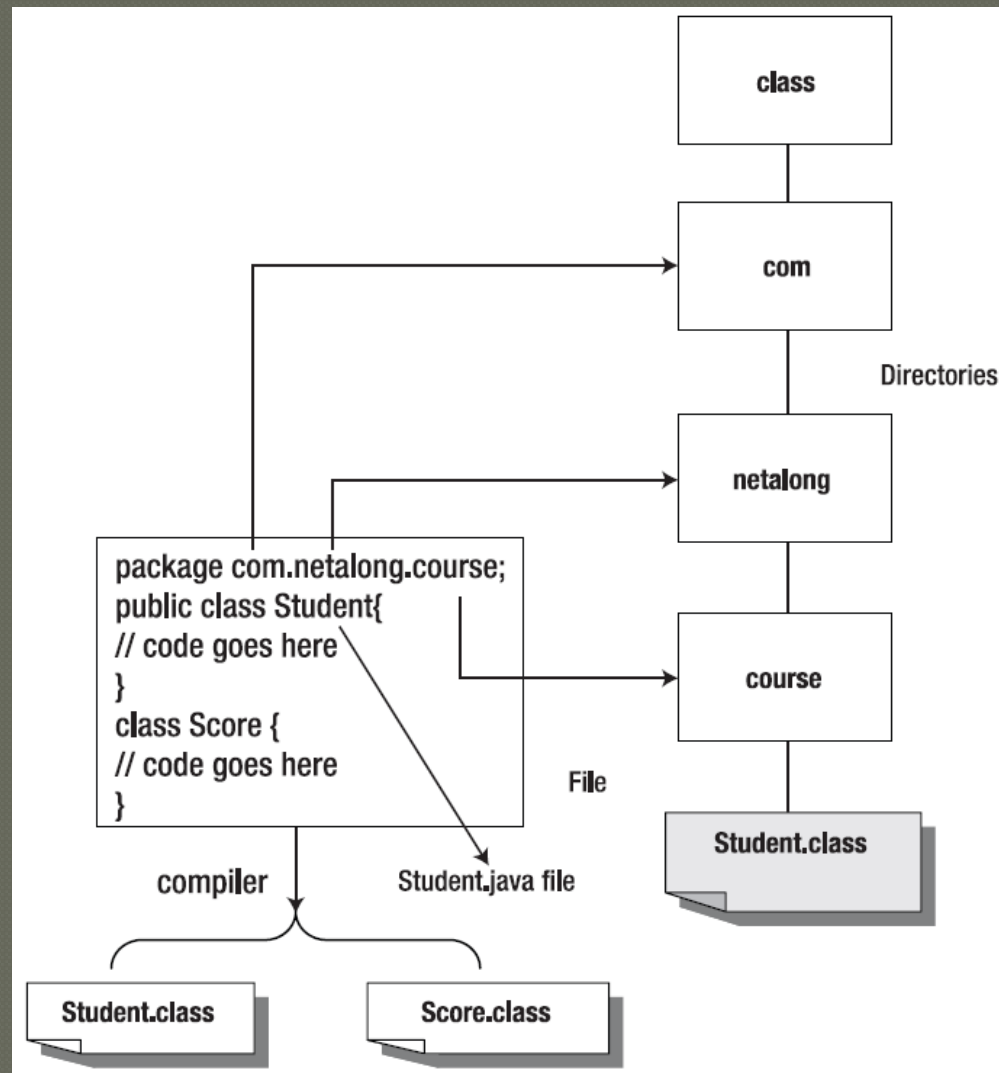 class
com
Directories
netalong
package com.netalong.course;
public class Student{
// code goes here
}
class Score {
// code goes here
}
course
File
Student.class
compiler
Student.java file
Student.class
Score.class